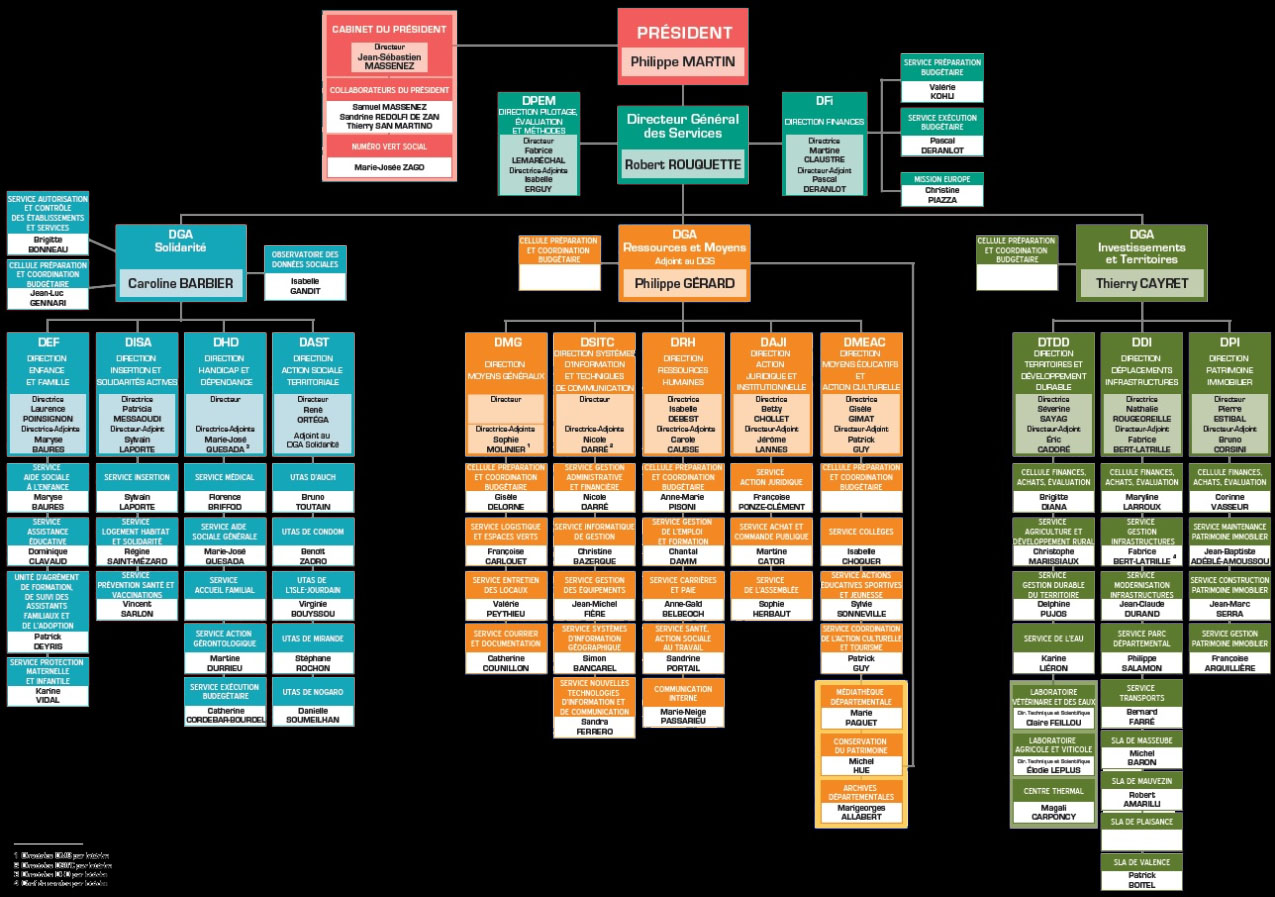 CABINET DU PRÉSIDENT
Directeur
Jean-Sébastien
MASSENEZ
COLLABORATEURS DU PRÉSIDENT
Samuel MASSENEZ
Sandrine REDOLFI DE ZAN
Thierry SAN MARTINO
NUMÉRO VERT SOCIAL
Marie-Josée ZAGO
PRÉSIDENT
Philippe MARTIN
DPEM
DIRECTION PILOTAGE,
ÉVALUATION
ET MÉTHODES
Directeur
Fabrice
LEMARÉCHAL
Directrice-Adjointe
Isabelle
ERGUY
Directeur Général
des Services
Robert ROUQUETTE
DFi
DIRECTION FINANCES
Directrice
Martine
CLAUSTRE
Directeur-Adjoint
Pascal
DERANLOT
SERVICE PRÉPARATION
BUDGÉTAIRE
Valérie
KOHLI
SERVICE EXÉCUTION
BUDGÉTAIRE
Pascal
DERANLOT
MISSION EUROPE
Christine
PIAZZA
SERVICE AUTORISATION
ET CONTRÔLE
DES ÉTABLISSEMENTS
ET SERVICES
Brigitte
BONNEAU
CELLULE PRÉPARATION
ET COORDINATION
BUDGÉTAIRE
Jean-Luc
GENNARI
DGA
Solidarité
Caroline BARBIER
OBSERVATOIRE DES
DONNÉES SOCIALES
Isabelle
GANDIT
CELLULE PRÉPARATION
ET COORDINATION
BUDGÉTAIRE
DGA
Ressources et Moyens
Adjoint au DGS
Philippe GÉRARD
CELLULE PRÉPARATION
ET COORDINATION
BUDGÉTAIRE
DGA
Investissements
et Territoires
Thierry CAYRET
DEF
DIRECTION
ENFANCE
ET FAMILLE
Directrice
Laurence
POINSIGNON
Directrice-Adjointe
Maryse
BAURES
SERVICE
AIDE SOCIALE
À L'ENFANCE
Maryse
BAURES
SERVICE
ASSISTANCE
ÉDUCATIVE
Dominique
CLAVAUD
UNITÉ D'AGRÉMENT
DE FORMATION,
DE SUIVI DES
ASSISTANTS
FAMILIAUX ET
DE L'ADOPTION
Patrick
DEYRIS
SERVICE PROTECTION
MATERNELLE
ET INFANTILE
Karine
VIDAL
DISA
DIRECTION
INSERTION ET
SOLIDARITÉS ACTIVES
Directrice
Patricia
MESSAOUDI
Directeur-Adjoint
Sylvain
LAPORTE
SERVICE INSERTION
Sylvain
LAPORTE
SERVICE
LOGEMENT HABITAT
ET SOLIDARITÉ
Régine
SAINT-MÉZARD
SERVICE
PRÉVENTION SANTÉ ET
VACCINATIONS
Vincent
SARLON
DHD
DIRECTION
HANDICAP ET
DÉPENDANCE
Directeur
Directrice-Adjointe
Marie-José
QUESADA 3
SERVICE MÉDICAL
Florence
BRIFFOD
SERVICE AIDE
SOCIALE GÉNÉRALE
Marie-José
QUESADA
SERVICE
ACCUEIL FAMILIAL
SERVICE ACTION
GÉRONTOLOGIQUE
Martine
DURRIEU
SERVICE EXÉCUTION
BUDEGÉTAIRE
Catherine
CORDEBAR-BOURDEL
DAST
DIRECTION
ACTION SOCIALE
TERRITORIALE
Directeur
René
ORTÉGA
Adjoint au
DGA Solidarité
UTAS D'AUCH
Bruno
TOUTAIN
UTAS DE CONDOM
Benoît
ZADRO
UTAS DE
L'ISLE-JOURDAIN
Virginie
BOUYSSOU
UTAS DE MIRANDE
Stéphane
ROCHON
UTAS DE NOGARO
Danielle
SOUMEILHAN
DMG
DIRECTION
MOYENS GÉNÉRAUX
Directeur
Directrice-Adjointe
Sophie
MOLINIER 1
CELLULE PREPARATION
ET COORDINATION
BUDGÉTAIRE
Gisèle
DELORNE
SERVICE LOGISTIQUE
ET ESPACES VERTS
Françoise
CARLOUET
SERVICE ENTRETIEN
DES LOCAUX
Valérie
PEYTHIEU
SERVICE COURRIER
ET DOCUMENTATION
Catherine
COUNILLON
DSITC
DIRECTION SYSTÈMES
D'INFORMATION
ET TECHNIQUES
DE COMMUNICATION
Directeur
Directrice-Adjointe
Nicole
DARRÉ 2
SERVICE GESTION
ADMINISTRATIVE
ET FINANCIÈRE
Nicole
DARRÉ
SERVICE INFORMATIQUE
DE GESTION
Christine
BAZERQUE
SERVICE GESTION
DES ÉQUIPEMENTS
Jean-Michel
FIÈRE
SERVICE SYSTÈMES
D'INFORMATION
GÉOGRAPHIQUE
Simon
BANCAREL
SERVICE NOUVELLES
TECHNOLOGIES
D'INFORMATION ET
DE COMMUNICATION
Sandra
FERRERO
DRH
DIRECTION
RESSOURCES
HUMAINES
Directrice
Isabelle
DEBEST
Directrice-Adjointe
Carole
CAUSSE
CELLULE PREPARATION
ET COORDINATION
BUDGÉTAIRE
Anne-Marie
PISONI
SERVICE GESTION
DE L'EMPLOI
ET FORMATION
Chantal
DAMM
SERVICE CARRIÈRES
ET PAIE
Anne-Gaïd
BELBEOCH
SERVICE SANTÉ,
ACTION SOCIALE
AU TRAVAIL
Sandrine
PORTAIL
COMMUNICATION
INTERNE
Marie-Neige
PASSARIEU
DAJI
DIRECTION
ACTION
JURIDIQUE ET
INSTITUTIONNELLE
Directrice
Betty
CHOLLET
Directeur-Adjoint
Jérôme
LANNES
SERVICE
ACTION JURIDIQUE
Françoise
PONZE-CLÉMENT
SERVICE ACHAT ET
COMMANDE PUBLIQUE
Martine
CATOR
SERVICE
DE L'ASSEMBLÉE
Sophie
HERBAUT
DMEAC
DIRECTION
MOYENS ÉDUCATIFS
ET
ACTION CULTURELLE
Directrice
Gisèle
GIMAT
Directeur-Adjoint
Patrick
GUY
CELLULE PREPARATION
ET COORDINATION
BUDGÉTAIRE
SERVICE COLLÈGES
Isabelle
CHOQUER
SERVICE ACTIONS
ÉDUCATIVES SPORTIVES
ET JEUNESSE
Sylvie
SONNEVILLE
SERVICE COORDINATION
DE L'ACTION CULTURELLE
ET TOURISME
Patrick
GUY
MÉDIATHÈQUE
DÉPARTEMENTALE
Marie
PAQUET
CONSERVATION
DU PATRIMOINE
Michel
HUE
ARCHIVES
DÉPARTEMENTALES
Marigeorges
ALLABERT
DTDD
DIRECTION
TERRITOIRES ET
DÉVELOPPEMENT
DURABLE
Directrice
Séverine
SAYAG
Directeur-Adjoint
Éric
CADORÉ
CELLULE FINANCES,
ACHATS, ÉVALUATION
Brigitte
DIANA
SERVICE
AGRICULTURE ET
DÉVELOPPEMENT RURAL
Christophe
MARISSIAUX
SERVICE
GESTION DURABLE
DU TERRITOIRE
Delphine
PUJOS
SERVICE DE L'EAU
Karine
LIÉRON
LABORATOIRE
VÉTÉRINAIRE ET DES EAUX
Dir. Technique et Scientifique
Claire FEILLOU
LABORATOIRE
AGRICOLE ET VITICOLE
Dir. Technique et Scientifique
Élodie LEPLUS
CENTRE THERMAL
Magali
CARPONCY
DDI
DIRECTION
DÉPLACEMENTS
INFRASTRUCTURES
Directrice
Nathalie
ROUGEOREILLE
Directeur-Adjoint
Fabrice
BERT-LATRILLE
CELLULE FINANCES,
ACHATS, ÉVALUATION
Maryline
LARROUX
SERVICE
GESTION
INFRASTRUCTURES
Fabrice
BERT-LATRILLE 4
SERVICE
MODERNISATION
INFRASTRUCTURES
Jean-Claude
DURAND
SERVICE PARC
DÉPARTEMENTAL
Philippe
SALAMON
SERVICE
TRANSPORTS
Bernard
FARRÉ
SLA DE MASSEUBE
Michel
BARON
SLA DE MAUVEZIN
Robert
AMARILLI
SLA DE PLAISANCE
SLA DE VALENCE
Patrick
BOITEL
DPI
DIRECTION
PATRIMOINE
IMMOBILIER
Directeur
Pierre
ESTIBAL
Directeur-Adjoint
Bruno
CORSINI
CELLULE FINANCES,
ACHATS, ÉVALUATION
Corinne
VASSEUR
SERVICE MAINTENANCE
PATRIMOINE IMMOBILIER
Jean-Baptiste
ADÉBLÉ-AMOUSSOU
SERVICE CONSTRUCTION
PATRIMOINE IMMOBILIER
Jean-Marc
SERRA
SERVICE GESTION
PATRIMOINE IMMOBILIER
Françoise
ARQUILLIÈRE
1
2
3
4